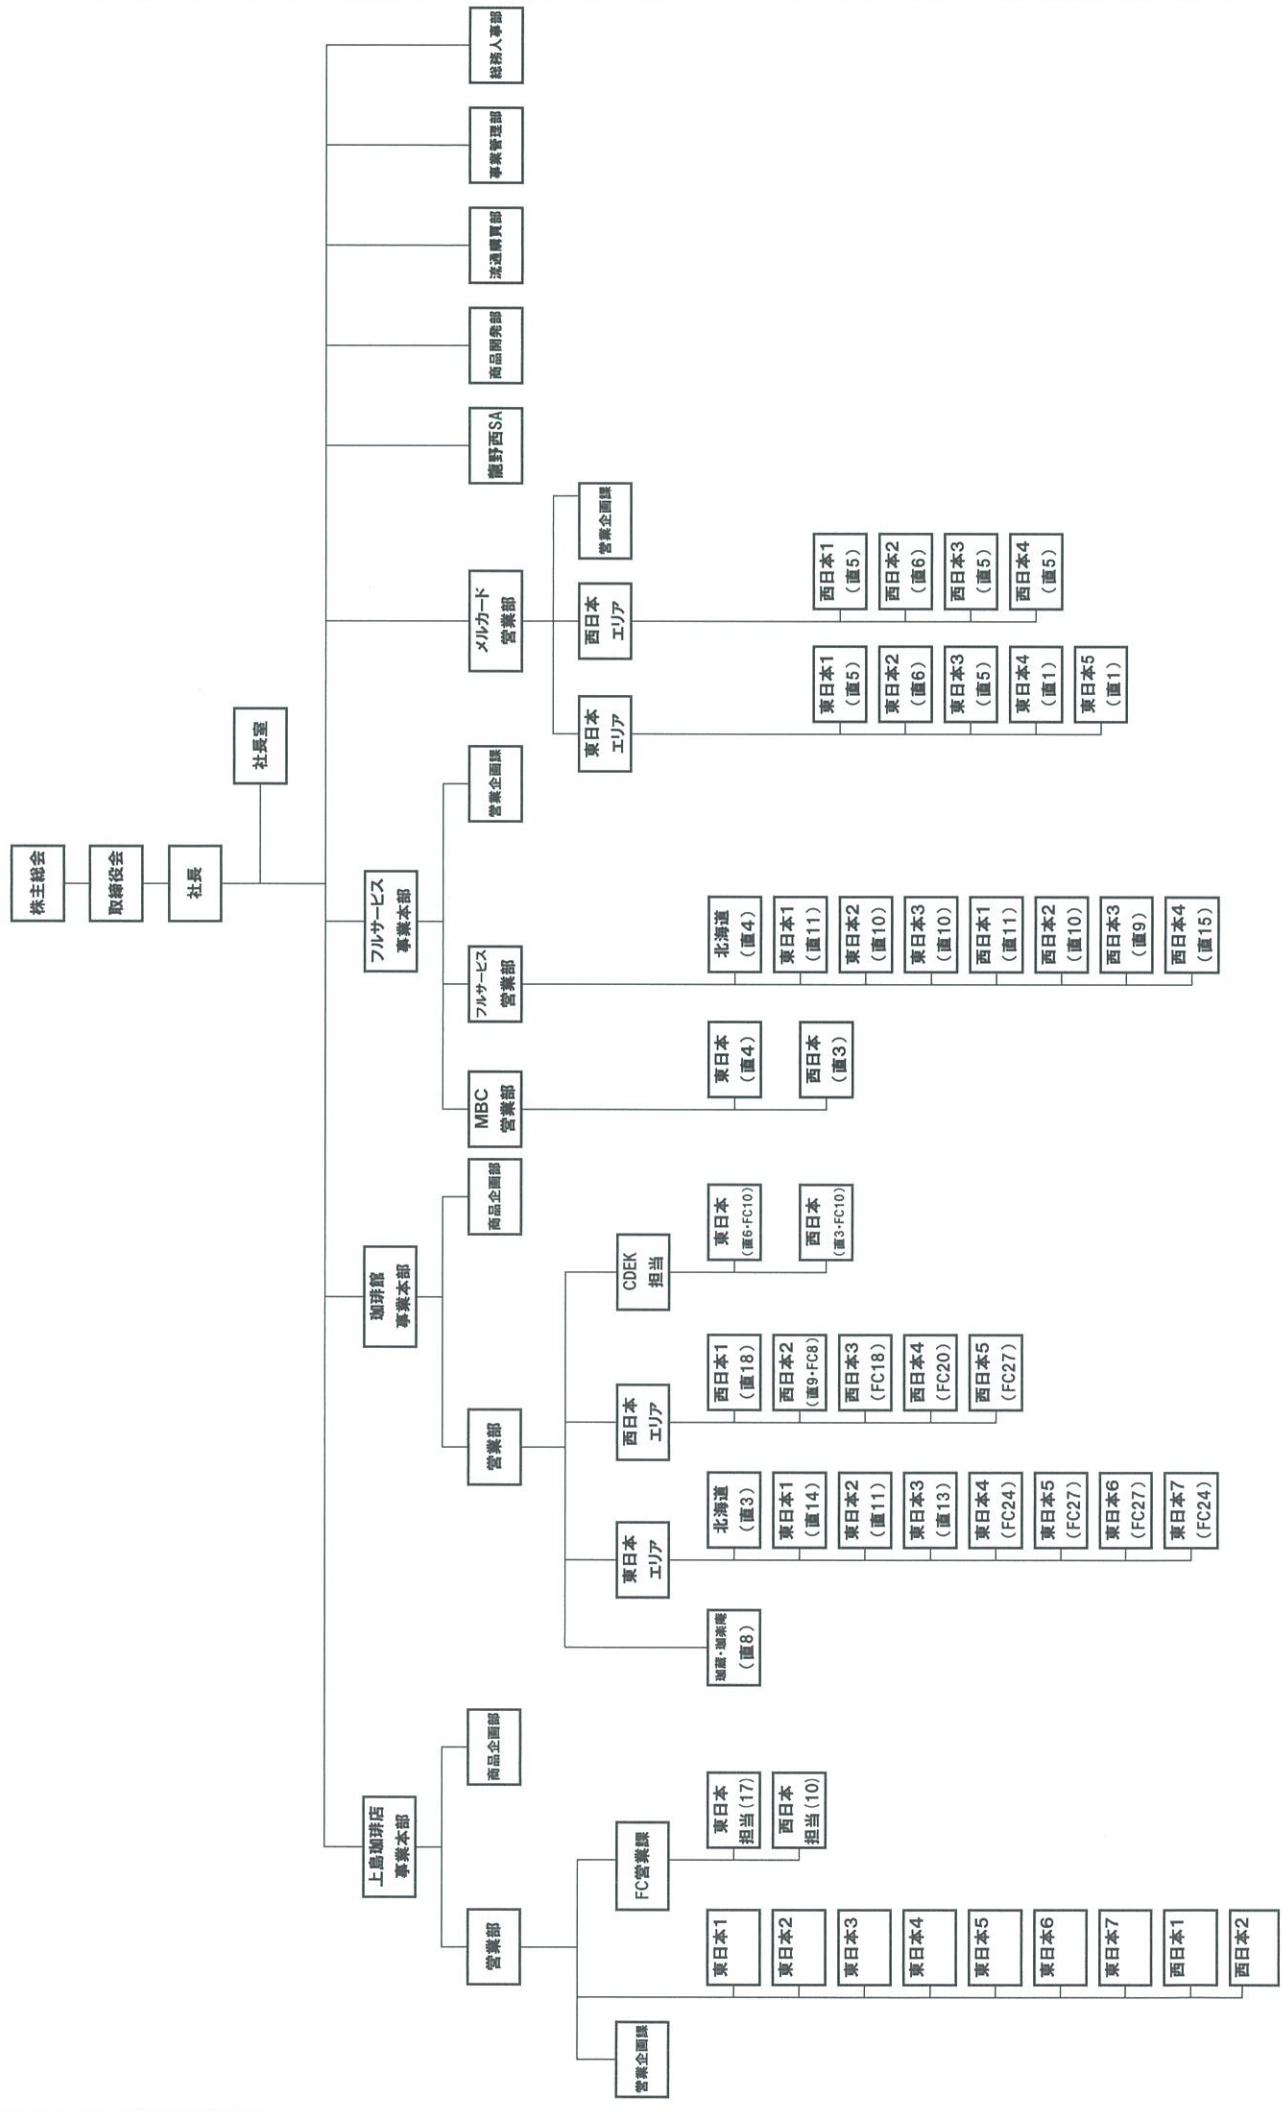 株主総会
取締役会
社長
社長室
上島珈琲店
事業本部
珈琲館
事業本部
フルサービス
事業本部
メルカード
営業部
龍野西SA
商品開発部
流通購買部
事業管理部
総務人事部
営業部
商品企画部
営業企画課
FC営業課
東日本1
東日本2
東日本3
東日本4
東日本5
東日本6
東日本7
西日本1
西日本2
東日本
担当(17)
西日本
担当(10)
営業部
商品企画部
珈蔵・珈楽庵
(直8)
東日本
エリア
北海道
(直3)
東日本1
(直14)
東日本2
(直11)
東日本3
(直13)
東日本4
(FC24)
東日本5
(FC27)
東日本6
(FC27)
東日本7
(FC24)
西日本
エリア
西日本1
(直18)
西日本2
(直9・FC8)
西日本3
(FC18)
西日本4
(FC20)
西日本5
(FC27)
CDEK
担当
東日本
(直6・FC10)
西日本
(直3・FC10)
MBC
営業部
東日本
(直4)
西日本
(直3)
フルサービス
営業部
北海道
(直4)
東日本1
(直11)
東日本2
(直10)
東日本3
(直10)
西日本1
(直11)
西日本2
(直10)
西日本3
(直9)
西日本4
(直15)
営業企画課
東日本
エリア
東日本1
(直5)
東日本2
(直6)
東日本3
(直5)
東日本4
(直1)
東日本5
(直1)
西日本
エリア
西日本1
(直5)
西日本2
(直6)
西日本3
(直5)
西日本4
(直5)
営業企画課